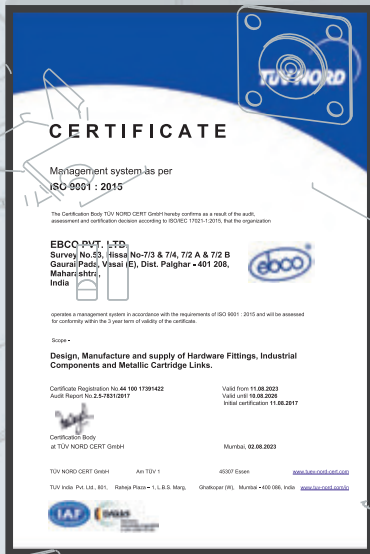 TÜV NORD
CERTIFICATE
Management system as per
ISO 9001 : 2015
The Certification Body TÜV NORD CERT GmbH hereby confirms as a result of the audit,
assessment and certification decision according to ISO/IEC 17021-1:2015, that the organization
EBCO PVT. LTD.
Survey No.53, Hissa No-7/3 & 7/4, 7/2 A & 7/2 B
Gaurai Pada, Vasai (E), Dist. Palghar - 401 208,
Maharashtra,
India
ebco
operates a management system in accordance with the requirements of ISO 9001 : 2015 and will be assessed
for conformity within the 3 year term of validity of the certificate.
Scope -
Design, Manufacture and supply of Hardware Fittings, Industrial
Components and Metallic Cartridge Links.
Certificate Registration No.44 100 17391422
Audit Report No.2.5-7831/2017
Valid from 11.08.2023
Valid until 10.08.2026
Initial certification 11.08.2017
Certification Body
at TÜV NORD CERT GmbH
Mumbai, 02.08.2023
TÜV NORD CERT GmbH Am TÜV 1 45307 Essen www.tuev-nord-cert.com
TUV India Pvt. Ltd., 801, Raheja Plaza - 1, L.B.S. Marg, Ghatkopar (W), Mumbai - 400 086, India www.tuv-nord.com/in
IAF
DAkkS